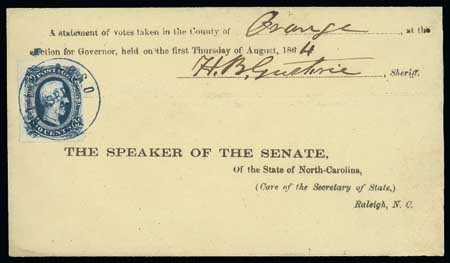 A statement of votes taken in the County of Orange, at the
election for Governor, held on the first Thursday of August, 1864
H. B. Guthrie, Sheriff.
POSTAGE
CENTS
THE SPEAKER OF THE SENATE,
Of the State of North-Carolina,
(Care of the Secretary of State,)
Raleigh, N. C.